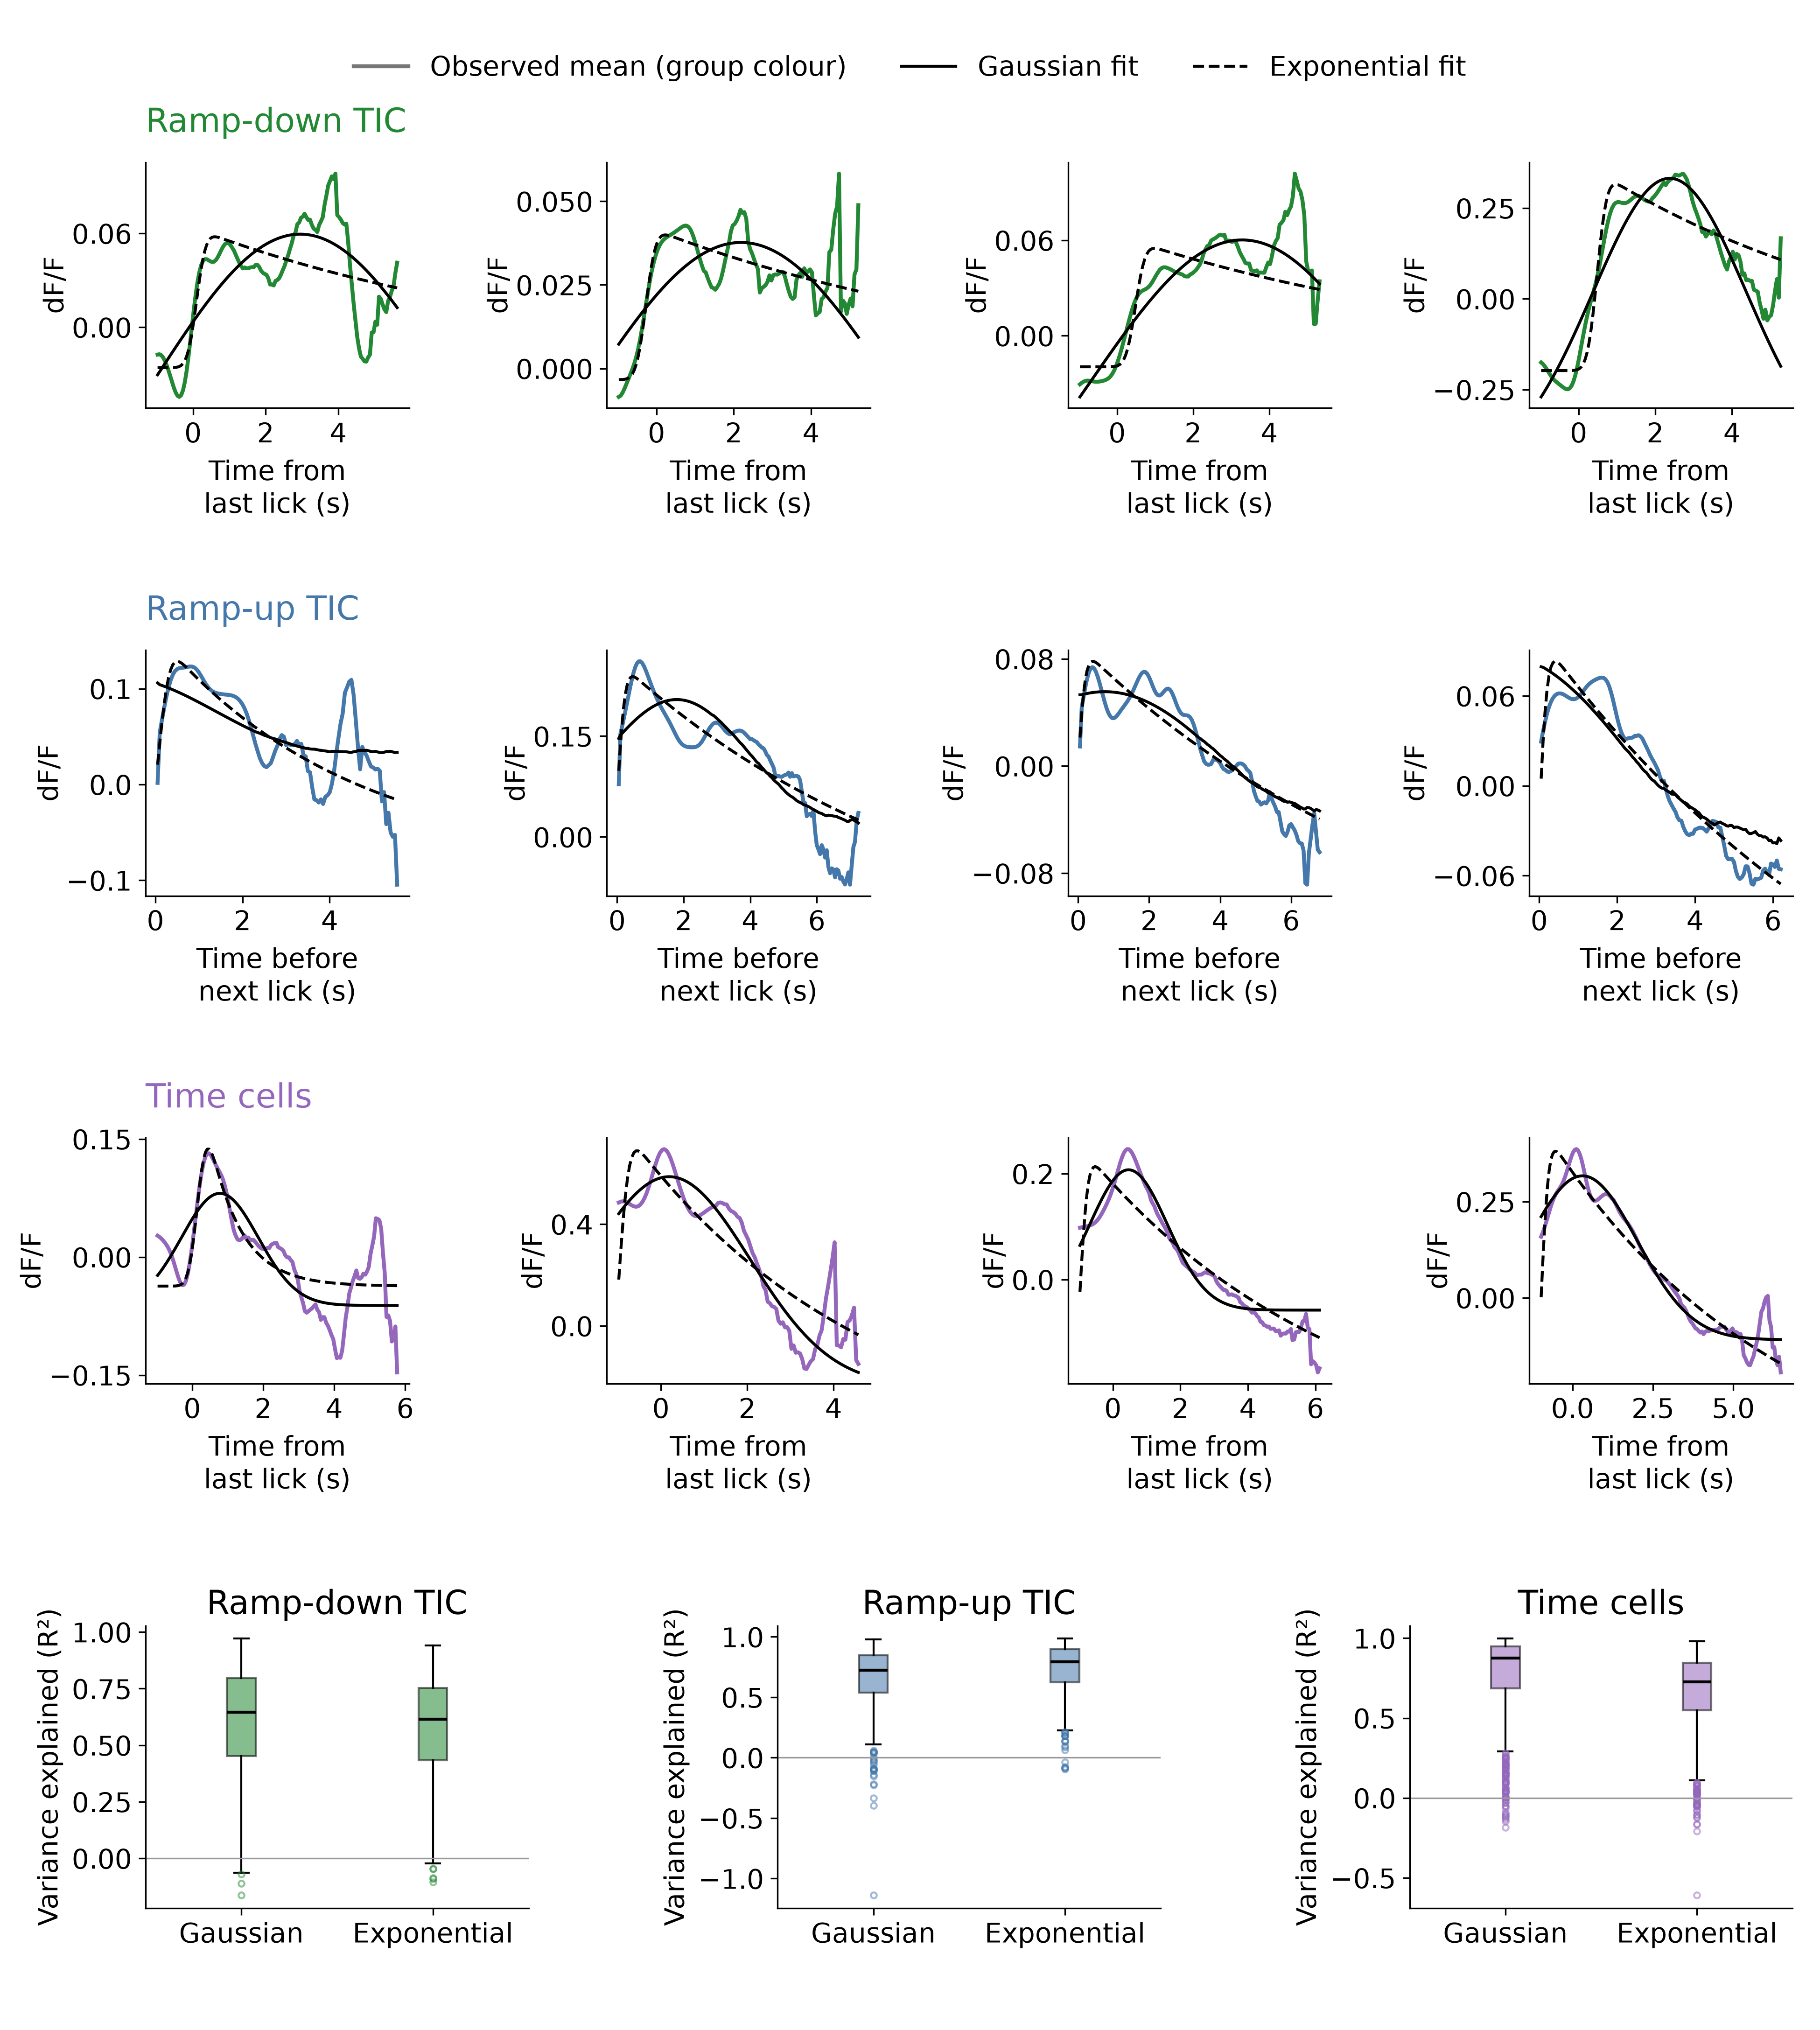 Observed mean (group colour) Gaussian fit Exponential fit
Ramp-down TIC
dF/F 0.06 0.00
0 2 4
Time from
last lick (s)
dF/F 0.050 0.025 0.000
0 2 4
Time from
last lick (s)
dF/F 0.06 0.00
0 2 4
Time from
last lick (s)
dF/F 0.25 0.00 −0.25
0 2 4
Time from
last lick (s)
Ramp-up TIC
dF/F 0.1 0.0 −0.1
0 2 4
Time before
next lick (s)
dF/F 0.15 0.00
0 2 4 6
Time before
next lick (s)
dF/F 0.08 0.00 −0.08
0 2 4 6
Time before
next lick (s)
dF/F 0.06 0.00 −0.06
0 2 4 6
Time before
next lick (s)
Time cells
dF/F 0.15 0.00 −0.15
0 2 4 6
Time from
last lick (s)
dF/F 0.4 0.0
0 2 4
Time from
last lick (s)
dF/F 0.2 0.0
0 2 4 6
Time from
last lick (s)
dF/F 0.25 0.00
0.0 2.5 5.0
Time from
last lick (s)
Ramp-down TIC
Variance explained (R²)
1.00 0.75 0.50 0.25 0.00
Gaussian Exponential
Ramp-up TIC
Variance explained (R²)
1.0 0.5 0.0 −0.5 −1.0
Gaussian Exponential
Time cells
Variance explained (R²)
1.0 0.5 0.0 −0.5
Gaussian Exponential